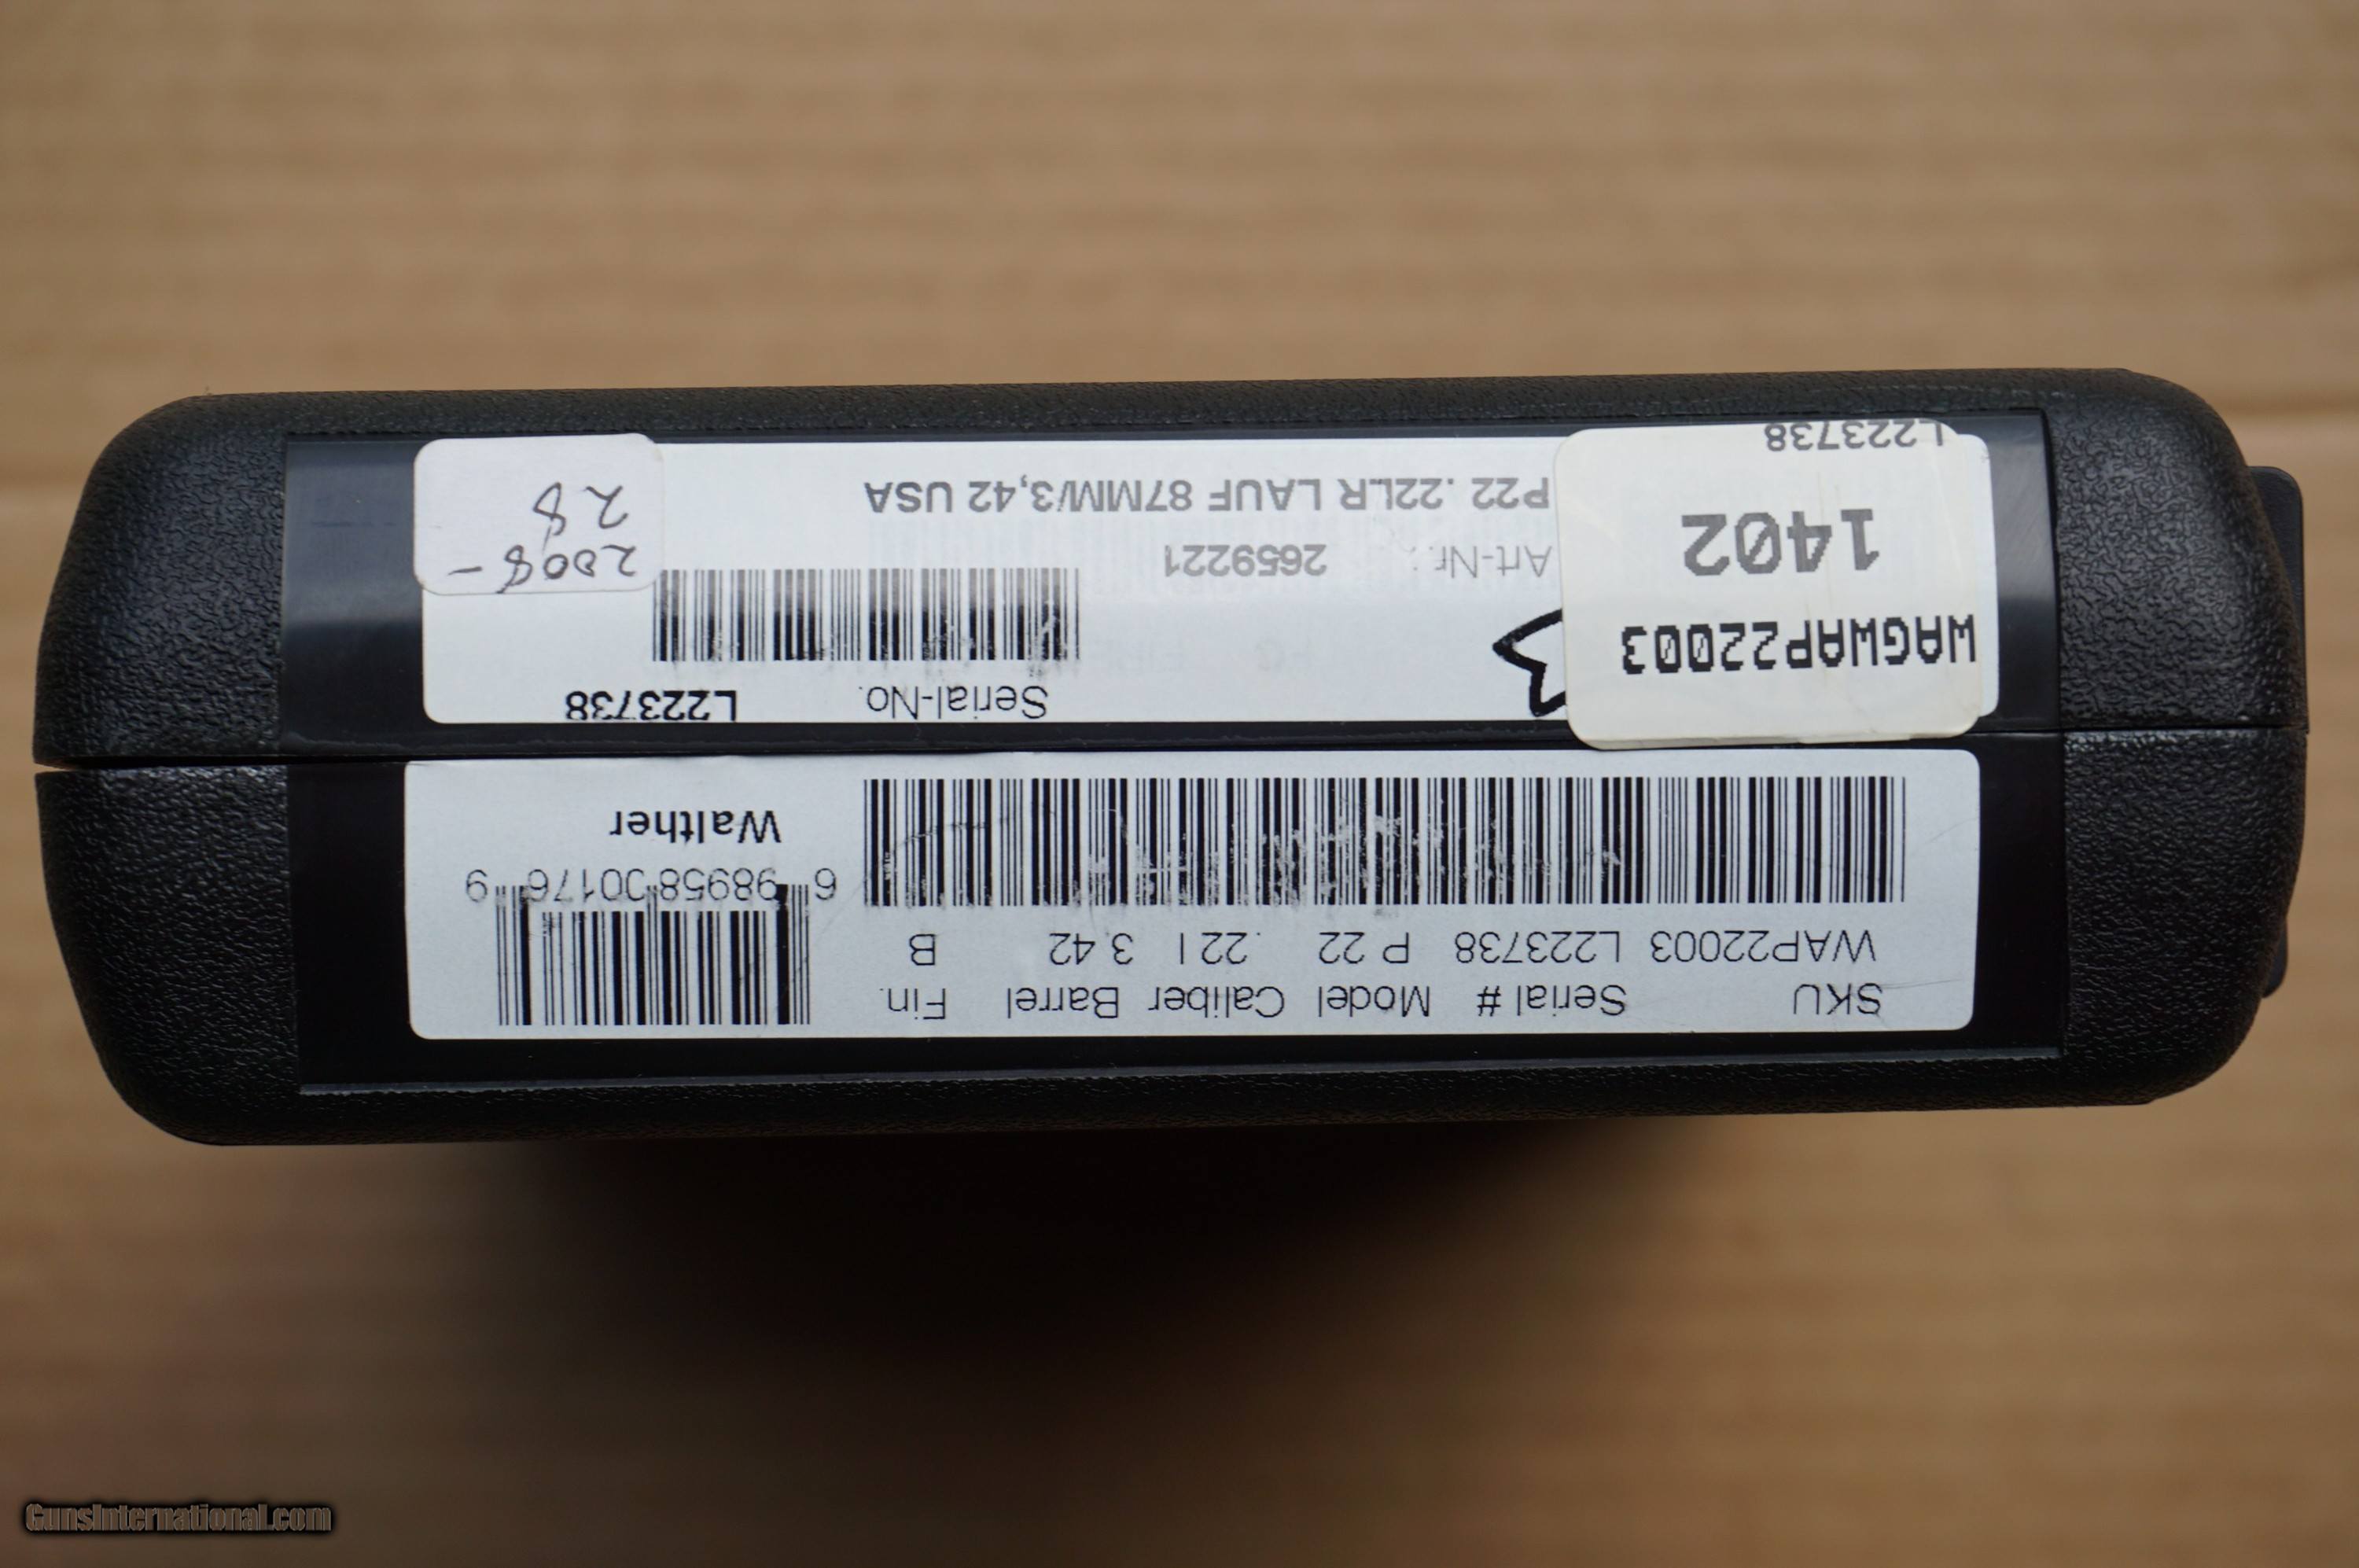 SKU Serial # Model Caliber Barrel Fin.
WAP22003 L223738 P 22 .22 l 3.42 B
6 98958 00176 9
Walther
WAGWAP22003
1402
L223738
Serial-No. L223738
Art-Nr.: 2659221
P22 .22LR LAUF 87MM/3,42 USA
2008-
28
GunsInternational.com